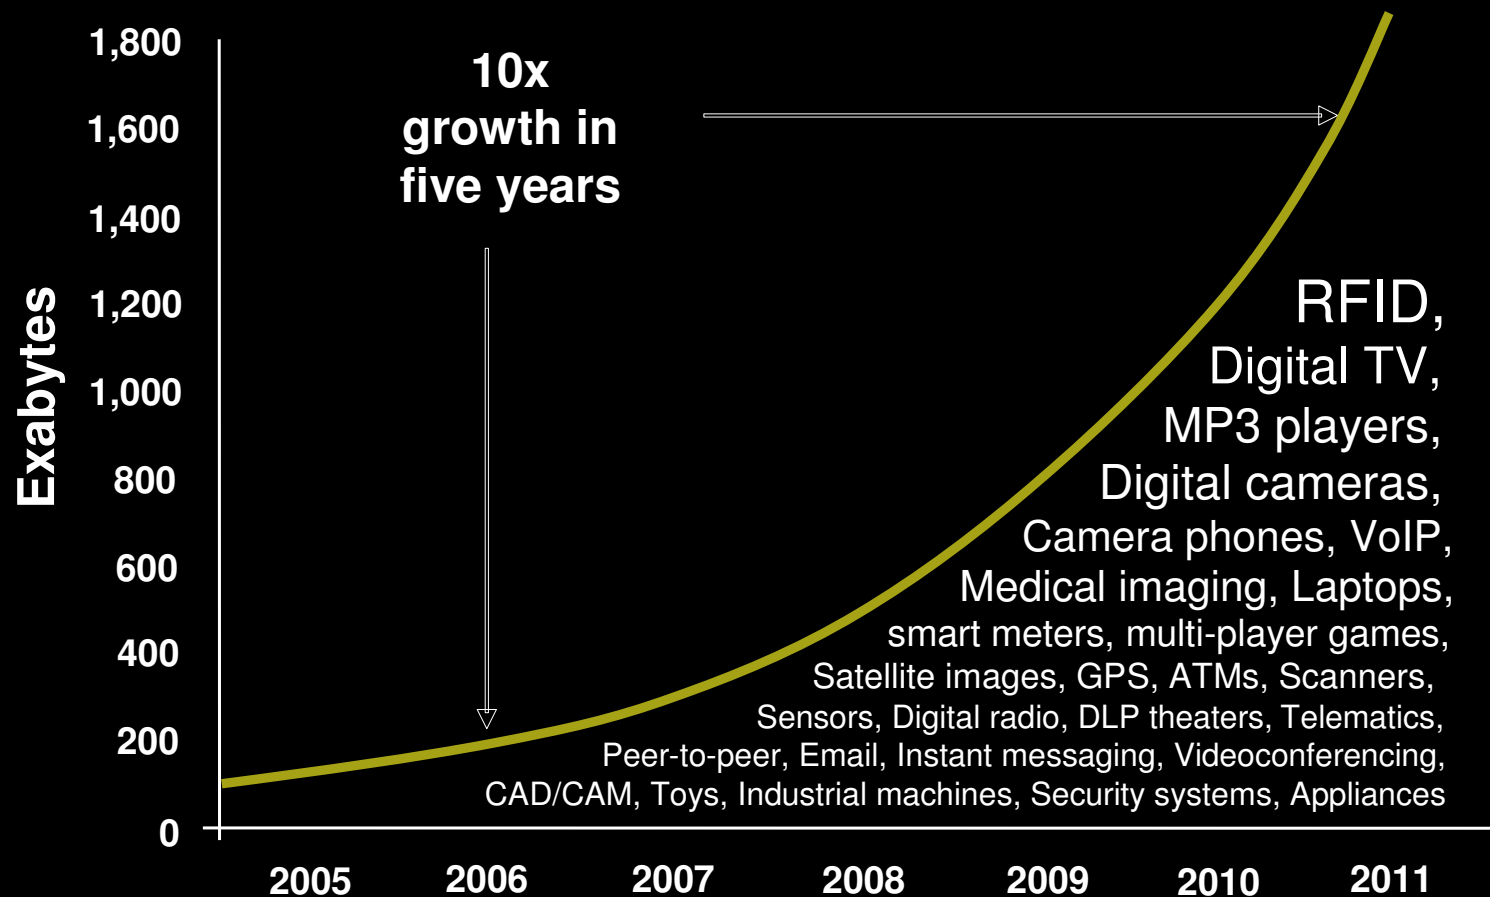 1,800
10x
growth in
five years
1,600
1,400
1,200
1,000
800
600
400
200
0
Exabytes
RFID,
Digital TV,
MP3 players,
Digital cameras,
Camera phones, VoIP,
Medical imaging, Laptops,
smart meters, multi-player games,
Satellite images, GPS, ATMs, Scanners,
Sensors, Digital radio, DLP theaters, Telematics,
Peer-to-peer, Email, Instant messaging, Videoconferencing,
CAD/CAM, Toys, Industrial machines, Security systems, Appliances
2005 2006 2007 2008 2009 2010 2011